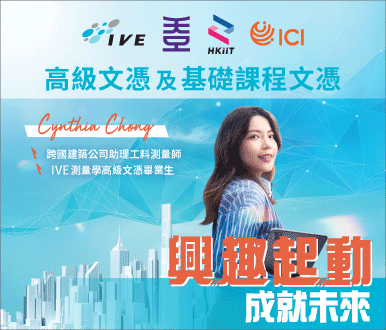 IVE HKIIT ICI
高級文憑及基礎課程文憑
Cynthia Chong
跨國建築公司助理工料測量師
IVE測量學高級文憑畢業生
興趣起動
成就未來